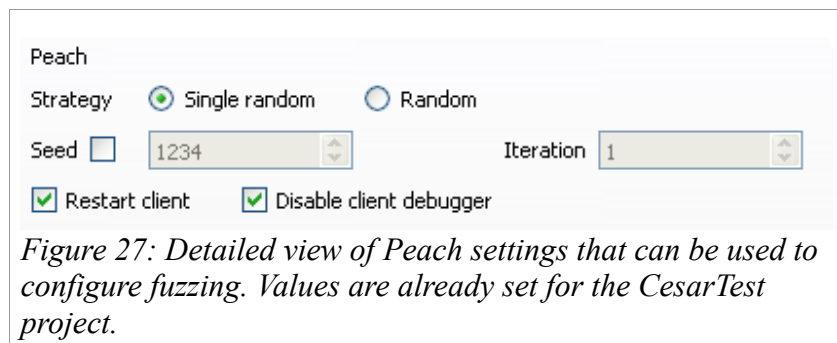 Peach
Strategy Single random Random
Seed 1234 Iteration 1
Restart client Disable client debugger
Figure 27: Detailed view of Peach settings that can be used to
configure fuzzing. Values are already set for the CesarTest
project.